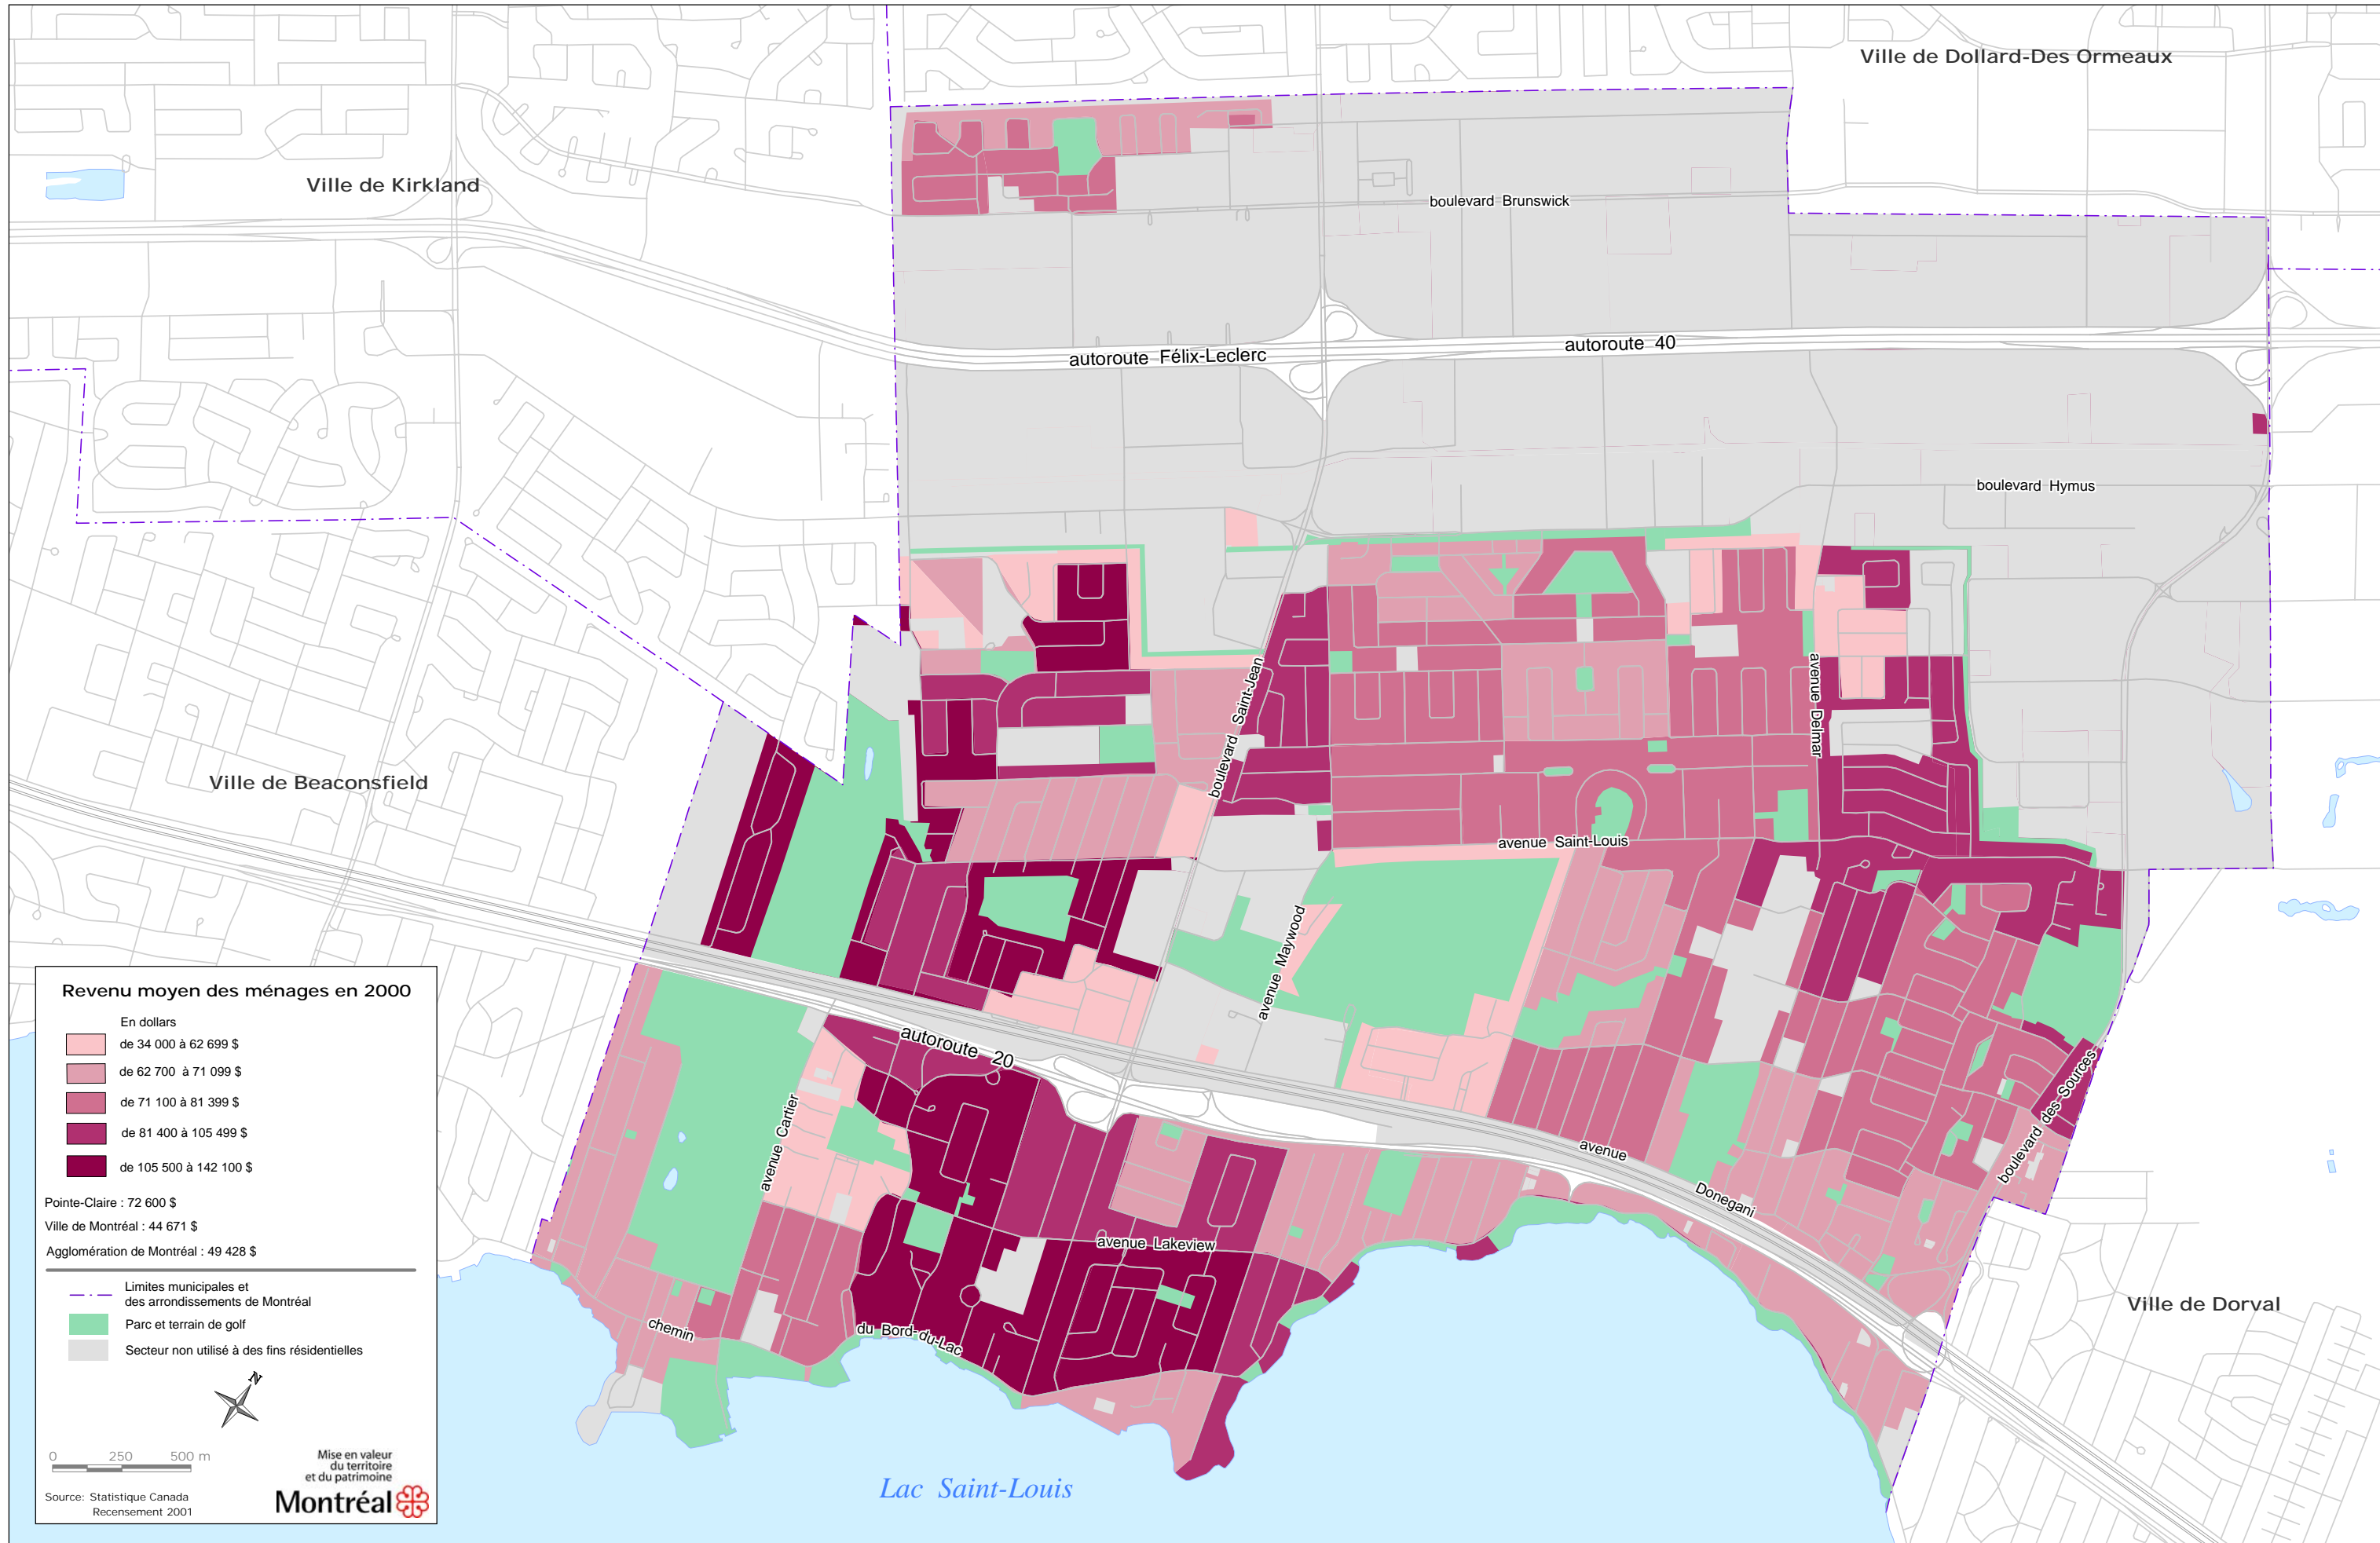 Ville de Dollard-Des Ormeaux
Ville de Kirkland
boulevard Brunswick
autoroute Félix-Leclerc
autoroute 40
boulevard Hymus
boulevard Saint-Jean
avenue Delmar
Ville de Beaconsfield
avenue Saint-Louis
avenue Maywood
autoroute 20
avenue Cartier
boulevard des Sources
avenue
Donegani
avenue Lakeview
Ville de Dorval
chemin
du Bord-du-Lac
Lac Saint-Louis
Revenu moyen des ménages en 2000
En dollars
de 34 000 à 62 699 $
de 62 700 à 71 099 $
de 71 100 à 81 399 $
de 81 400 à 105 499 $
de 105 500 à 142 100 $
Pointe-Claire : 72 600 $
Ville de Montréal : 44 671 $
Agglomération de Montréal : 49 428 $
Limites municipales et
des arrondissements de Montréal
Parc et terrain de golf
Secteur non utilisé à des fins résidentielles
N
0 250 500 m
Mise en valeur
du territoire
et du patrimoine
Montréal
Source: Statistique Canada
Recensement 2001